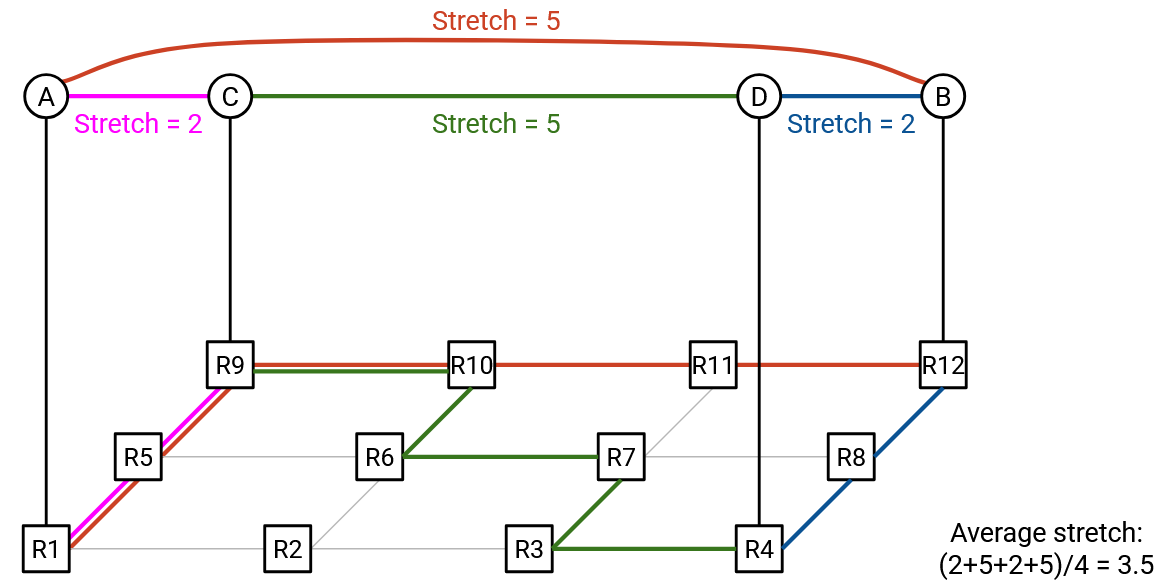 Stretch = 5
A
C
D
B
Stretch = 2
Stretch = 5
Stretch = 2
R9
R10
R11
R12
R5
R6
R7
R8
R1
R2
R3
R4
Average stretch:
(2+5+2+5)/4 = 3.5